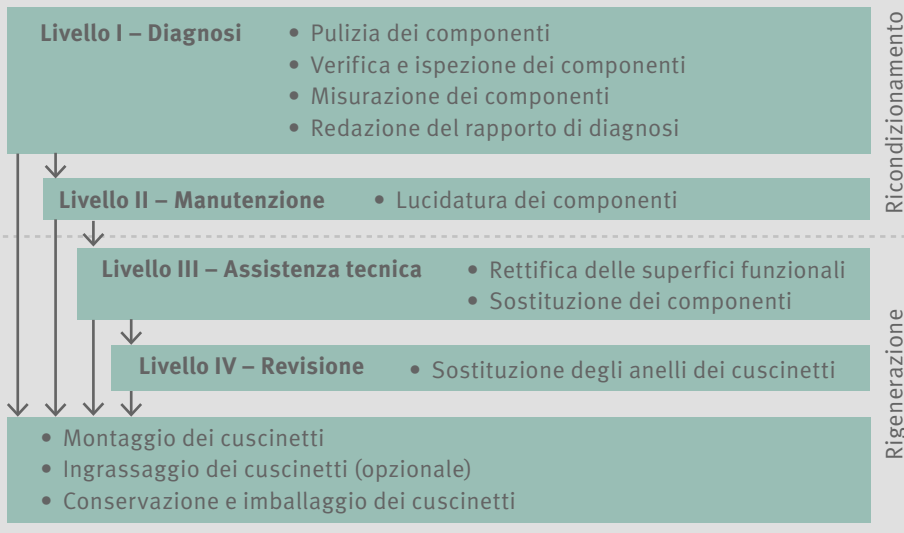 Livello I – Diagnosi
• Pulizia dei componenti
• Verifica e ispezione dei componenti
• Misurazione dei componenti
• Redazione del rapporto di diagnosi
Ricondizionamento
Livello II – Manutenzione • Lucidatura dei componenti
Livello III – Assistenza tecnica • Rettifica delle superfici funzionali
• Sostituzione dei componenti
Livello IV – Revisione • Sostituzione degli anelli dei cuscinetti
Rigenerazione
• Montaggio dei cuscinetti
• Ingrassaggio dei cuscinetti (opzionale)
• Conservazione e imballaggio dei cuscinetti